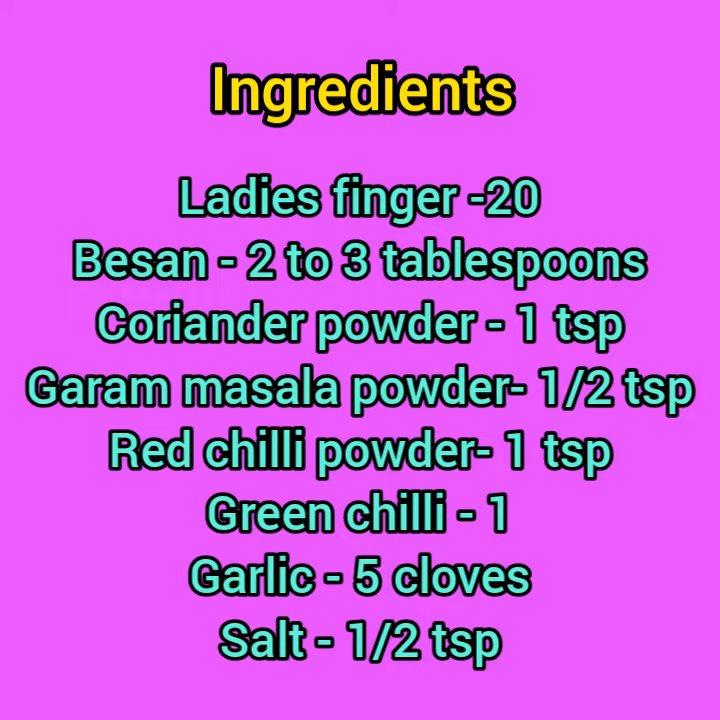 Ingredients
Ladies finger -20
Besan - 2 to 3 tablespoons
Coriander powder - 1 tsp
Garam masala powder- 1/2 tsp
Red chilli powder- 1 tsp
Green chilli - 1
Garlic - 5 cloves
Salt - 1/2 tsp